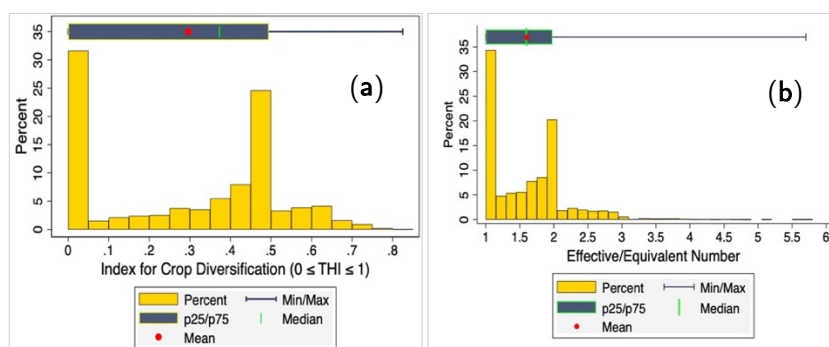 (a)
Percent
35
30
25
20
15
10
5
0
0 .1 .2 .3 .4 .5 .6 .7 .8
Index for Crop Diversification (0 ≤ THI ≤ 1)
Percent Min/Max
p25/p75 Median
Mean
(b)
Percent
35
30
25
20
15
10
5
0
1 1.5 2 2.5 3 3.5 4 4.5 5 5.5 6
Effective/Equivalent Number
Percent Min/Max
p25/p75 Median
Mean